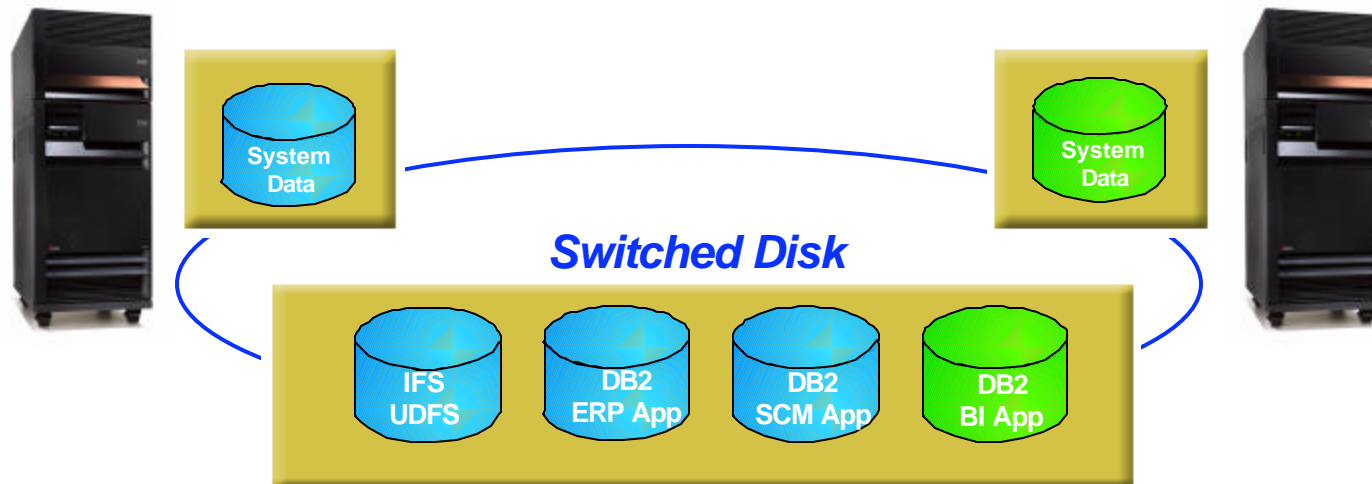 System
Data
System
Data
Switched Disk
IFS
UDFS
DB2
ERP App
DB2
SCM App
DB2
BI App